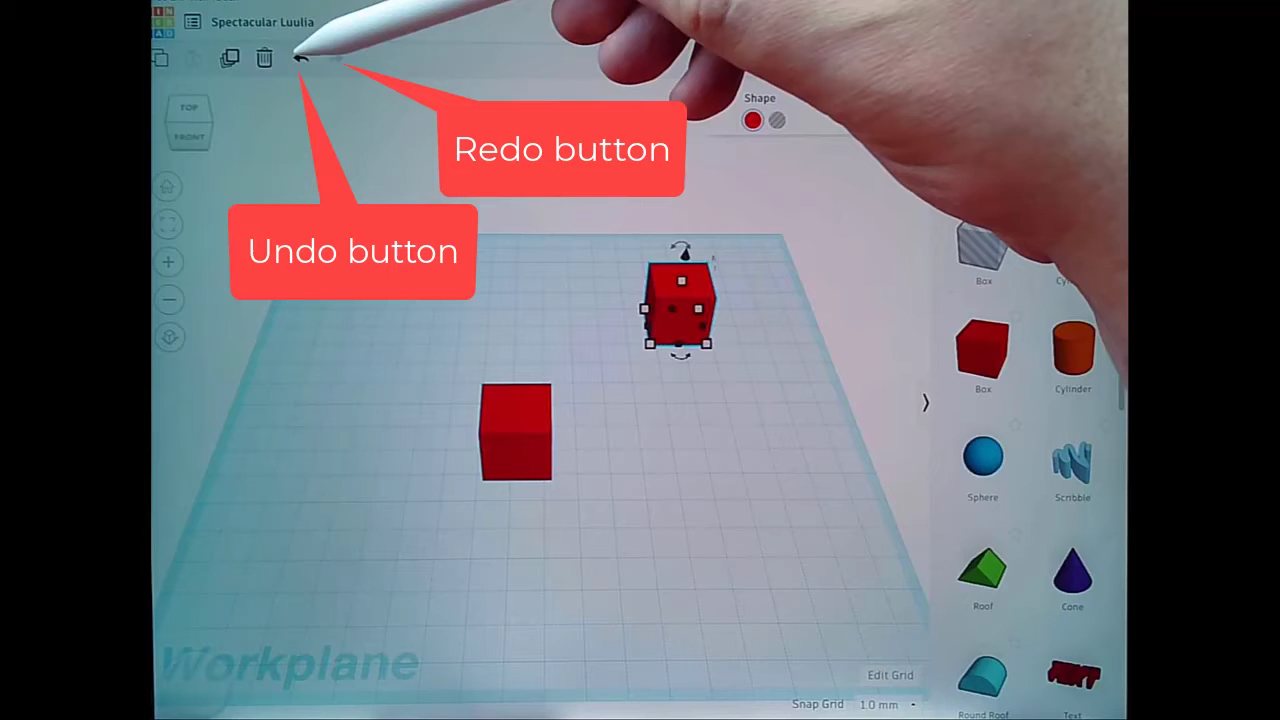 Spectacular Luulia
Shape
TOP
FRONT
Redo button
Undo button
Box
Box
Cylinder
Sphere
Scribble
Roof
Cone
Round Roof
Text
TEXT
Workplane
Edit Grid
Snap Grid 1.0 mm